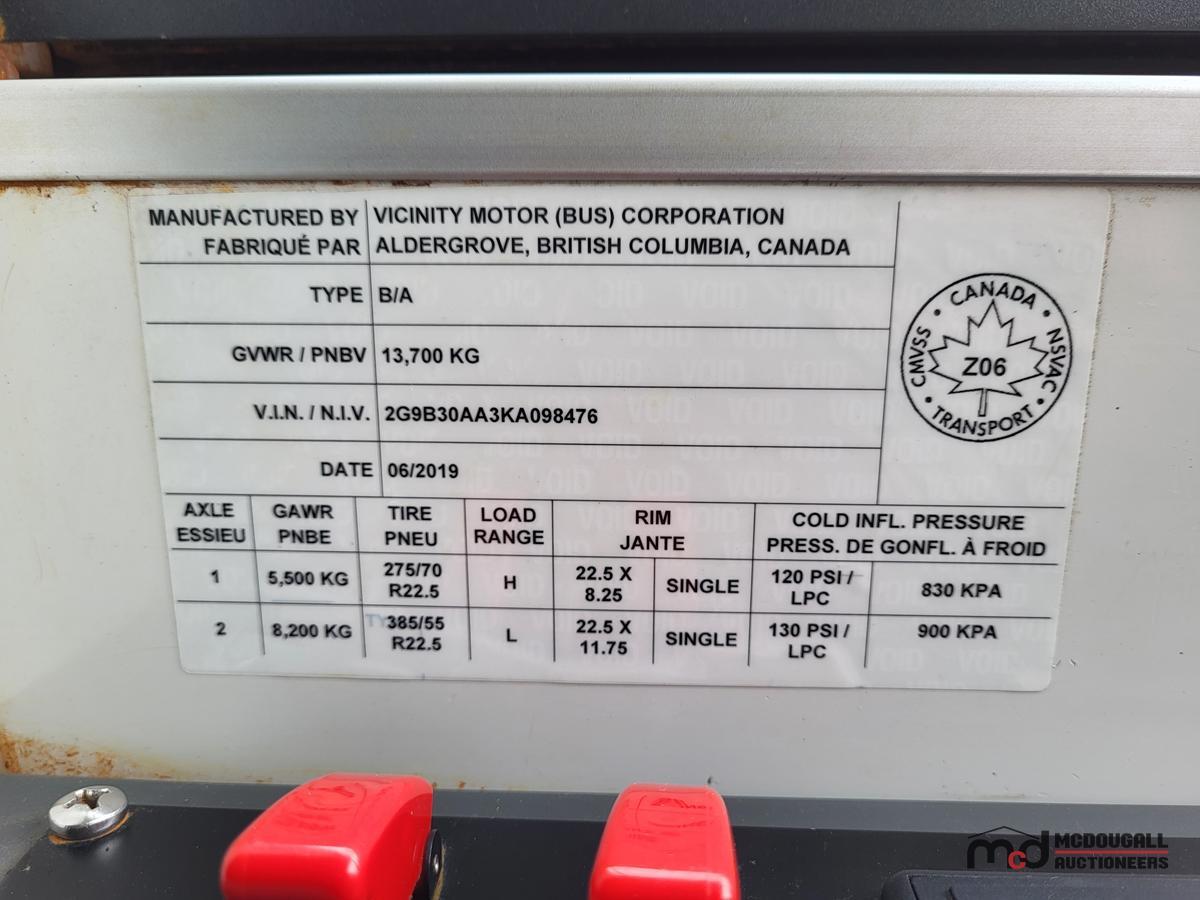 MANUFACTURED BY VICINITY MOTOR (BUS) CORPORATION
FABRIQUÉ PAR ALDERGROVE, BRITISH COLUMBIA, CANADA
TYPE B/A
GVWR / PNBV 13,700 KG
V.I.N. / N.I.V. 2G9B30AA3KA098476
DATE 06/2019
CMVSS · CANADA · NSVAC · TRANSPORT ·
Z06
AXLE GAWR TIRE LOAD RIM COLD INFL. PRESSURE
ESSIEU PNBE PNEU RANGE JANTE PRESS. DE GONFL. À FROID
1 5,500 KG 275/70 R22.5 H 22.5 X 8.25 SINGLE 120 PSI / LPC 830 KPA
2 8,200 KG 385/55 R22.5 L 22.5 X 11.75 SINGLE 130 PSI / LPC 900 KPA
mcd MCDOUGALL
AUCTIONEERS